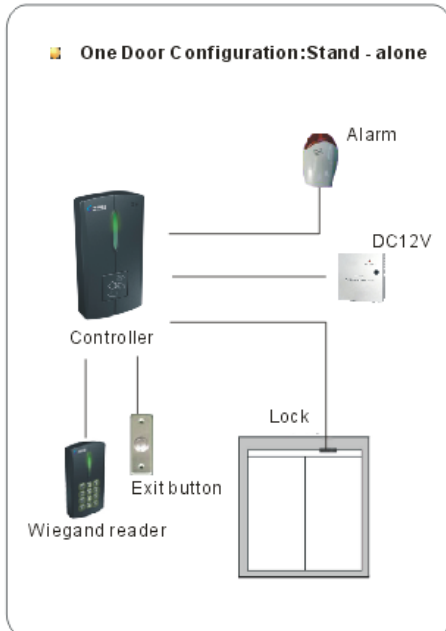 One Door Configuration:Stand - alone
Alarm
DC12V
Controller
Lock
Exit button
Wiegand reader